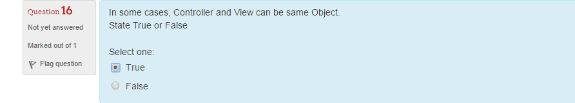 Question 16
Not yet answered
Marked out of 1
Flag question
In some cases, Controller and View can be same Object.
State True or False
Select one:
True
False